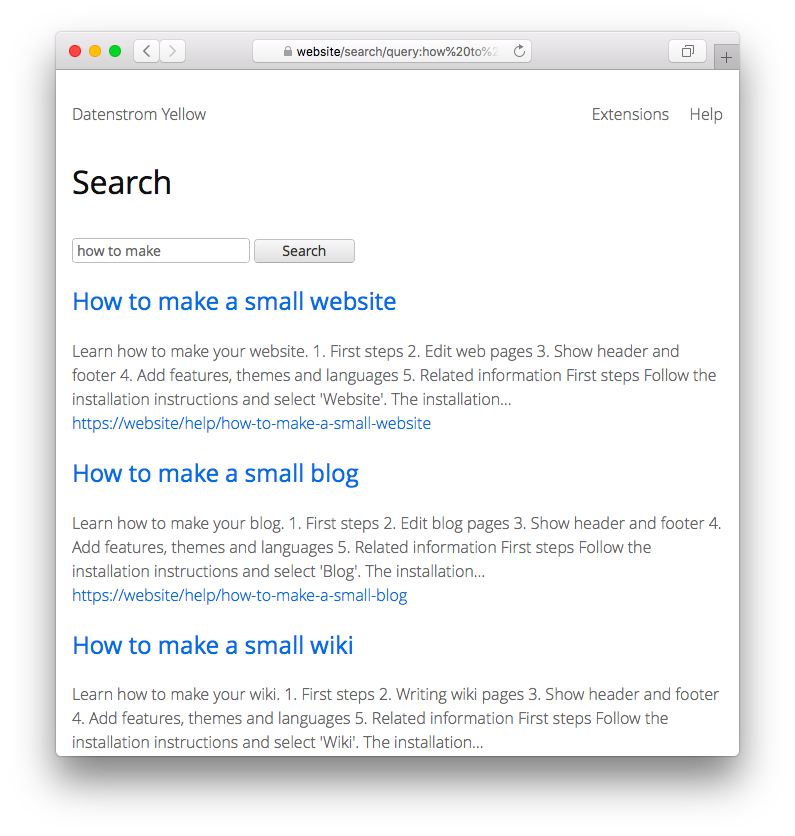 website/search/query:how%20to%2
Datenstrom Yellow
Extensions
Help
Search
how to make
Search
How to make a small website
Learn how to make your website. 1. First steps 2. Edit web pages 3. Show header and
footer 4. Add features, themes and languages 5. Related information First steps Follow the
installation instructions and select 'Website'. The installation...
https://website/help/how-to-make-a-small-website
How to make a small blog
Learn how to make your blog. 1. First steps 2. Edit blog pages 3. Show header and footer 4.
Add features, themes and languages 5. Related information First steps Follow the
installation instructions and select 'Blog'. The installation...
https://website/help/how-to-make-a-small-blog
How to make a small wiki
Learn how to make your wiki. 1. First steps 2. Writing wiki pages 3. Show header and footer
4. Add features, themes and languages 5. Related information First steps Follow the
installation instructions and select 'Wiki'. The installation...